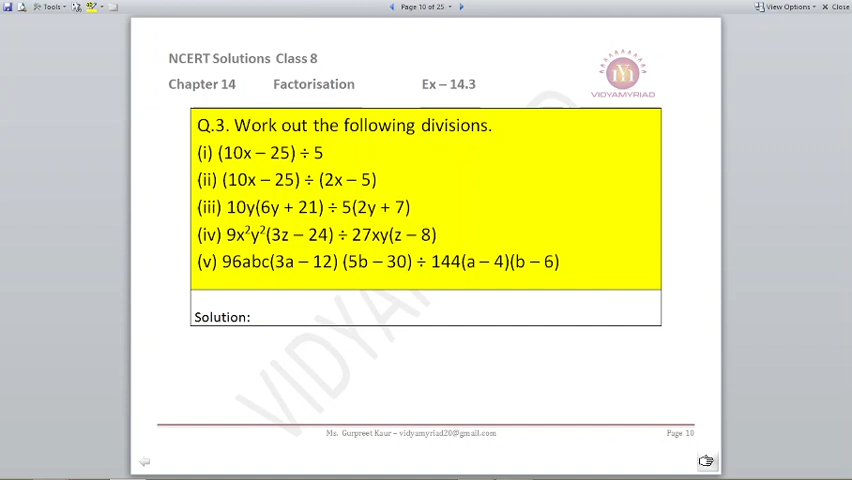 Tools
Page 10 of 25
View Options
Close
NCERT Solutions Class 8
Chapter 14 Factorisation Ex – 14.3
VIDYAMYRIAD
Q.3. Work out the following divisions.
(i) (10x – 25) ÷ 5
(ii) (10x – 25) ÷ (2x – 5)
(iii) 10y(6y + 21) ÷ 5(2y + 7)
(iv) 9x²y²(3z – 24) ÷ 27xy(z – 8)
(v) 96abc(3a – 12) (5b – 30) ÷ 144(a – 4)(b – 6)
Solution:
Ms. Gurpreet Kaur – vidyamyriad20@gmail.com Page 10